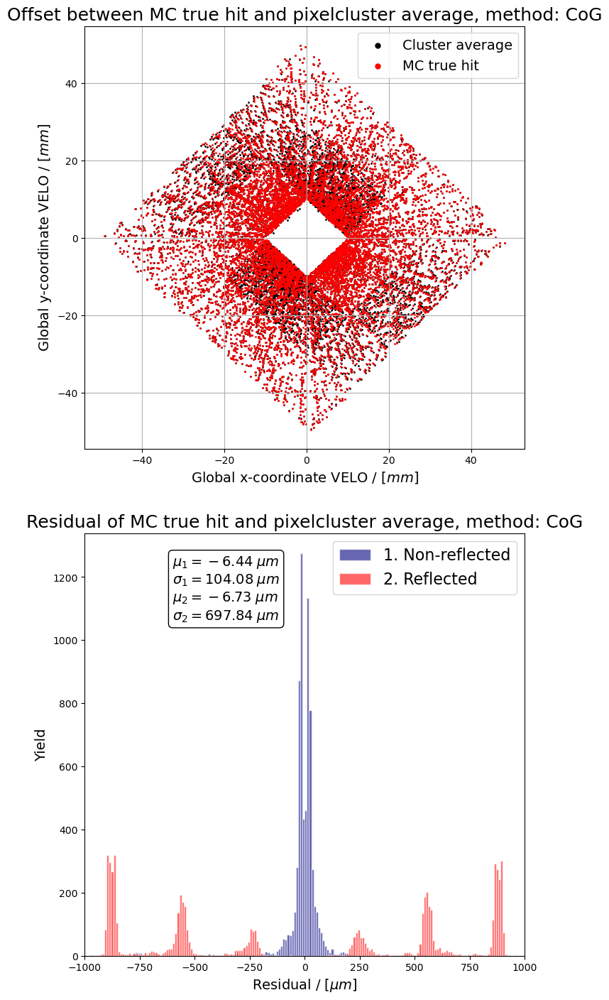 Offset between MC true hit and pixelcluster average, method: CoG
Cluster average
MC true hit
40
20
0
−20
−40
Global y-coordinate VELO / [mm]
−40 −20 0 20 40
Global x-coordinate VELO / [mm]
Residual of MC true hit and pixelcluster average, method: CoG
μ₁ = −6.44 μm
σ₁ = 104.08 μm
μ₂ = −6.73 μm
σ₂ = 697.84 μm
1. Non-reflected
2. Reflected
1200
1000
800
600
400
200
0
Yield
−1000 −750 −500 −250 0 250 500 750 1000
Residual / [μm]